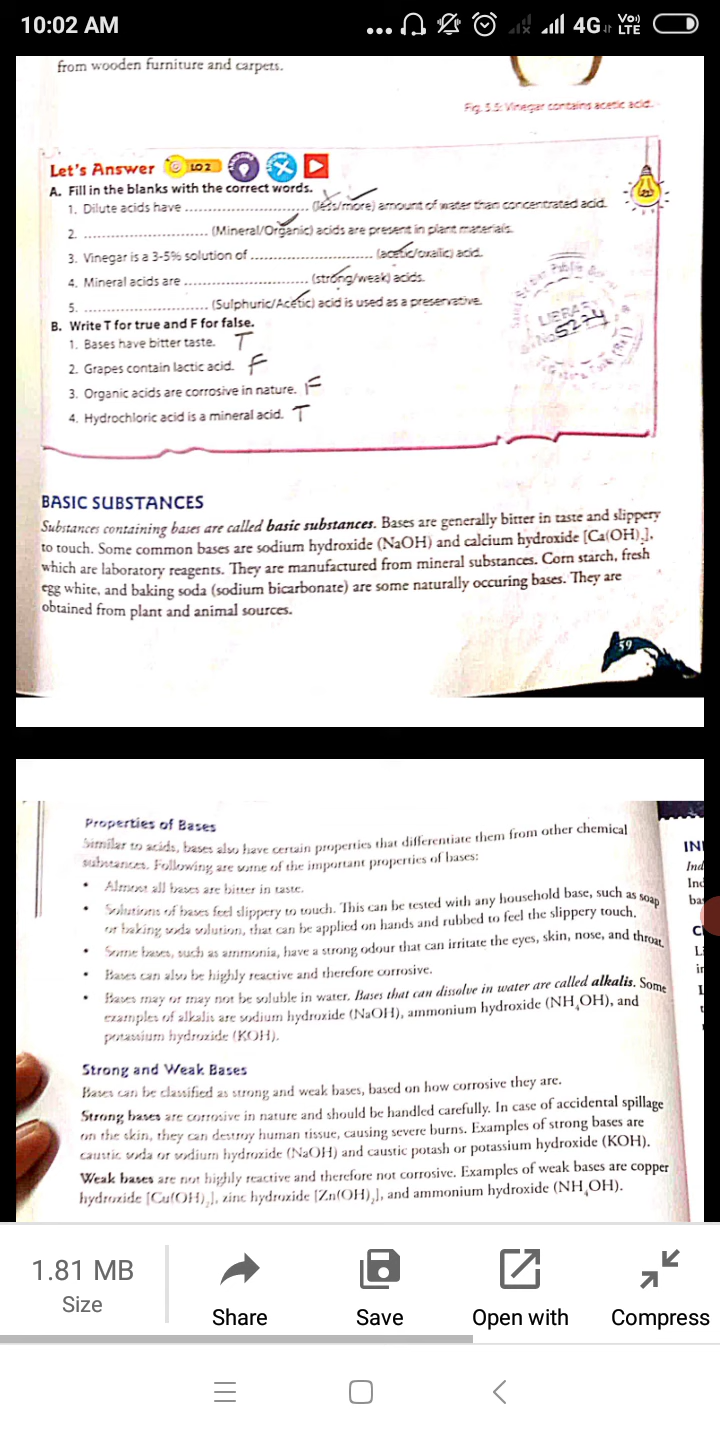 10:02 AM
... 4G Vo)) LTE
from wooden furniture and carpets.
Fig. 5.5: Vinegar contains acetic acid.
Let's Answer LO 2
A. Fill in the blanks with the correct words.
1. Dilute acids have .............................. (less/more) amount of water than concentrated acid.
2. .............................. (Mineral/Organic) acids are present in plant materials.
3. Vinegar is a 3-5% solution of .............................. (acetic/oxalic) acid.
4. Mineral acids are .............................. (strong/weak) acids.
5. .............................. (Sulphuric/Acetic) acid is used as a preservative.
B. Write T for true and F for false.
1. Bases have bitter taste. T
2. Grapes contain lactic acid. F
3. Organic acids are corrosive in nature. F
4. Hydrochloric acid is a mineral acid. T
Public
LIBRARY
No 5274
BASIC SUBSTANCES
Substances containing bases are called basic substances. Bases are generally bitter in taste and slippery
to touch. Some common bases are sodium hydroxide (NaOH) and calcium hydroxide [Ca(OH)₂],
which are laboratory reagents. They are manufactured from mineral substances. Corn starch, fresh
egg white, and baking soda (sodium bicarbonate) are some naturally occuring bases. They are
obtained from plant and animal sources.
59
Properties of Bases
Similar to acids, bases also have certain properties that differentiate them from other chemical
substances. Following are some of the important properties of bases:
• Almost all bases are bitter in taste.
• Solutions of bases feel slippery to touch. This can be tested with any household base, such as soap
or baking soda solution, that can be applied on hands and rubbed to feel the slippery touch.
• Some bases, such as ammonia, have a strong odour that can irritate the eyes, skin, nose, and throat.
• Bases can also be highly reactive and therefore corrosive.
• Bases may or may not be soluble in water. Bases that can dissolve in water are called alkalis. Some
examples of alkalis are sodium hydroxide (NaOH), ammonium hydroxide (NH₄OH), and
potassium hydroxide (KOH).
Strong and Weak Bases
Bases can be classified as strong and weak bases, based on how corrosive they are.
Strong bases are corrosive in nature and should be handled carefully. In case of accidental spillage
on the skin, they can destroy human tissue, causing severe burns. Examples of strong bases are
caustic soda or sodium hydroxide (NaOH) and caustic potash or potassium hydroxide (KOH).
Weak bases are not highly reactive and therefore not corrosive. Examples of weak bases are copper
hydroxide [Cu(OH)₂], zinc hydroxide [Zn(OH)₂], and ammonium hydroxide (NH₄OH).
1.81 MB
Size
Share
Save
Open with
Compress